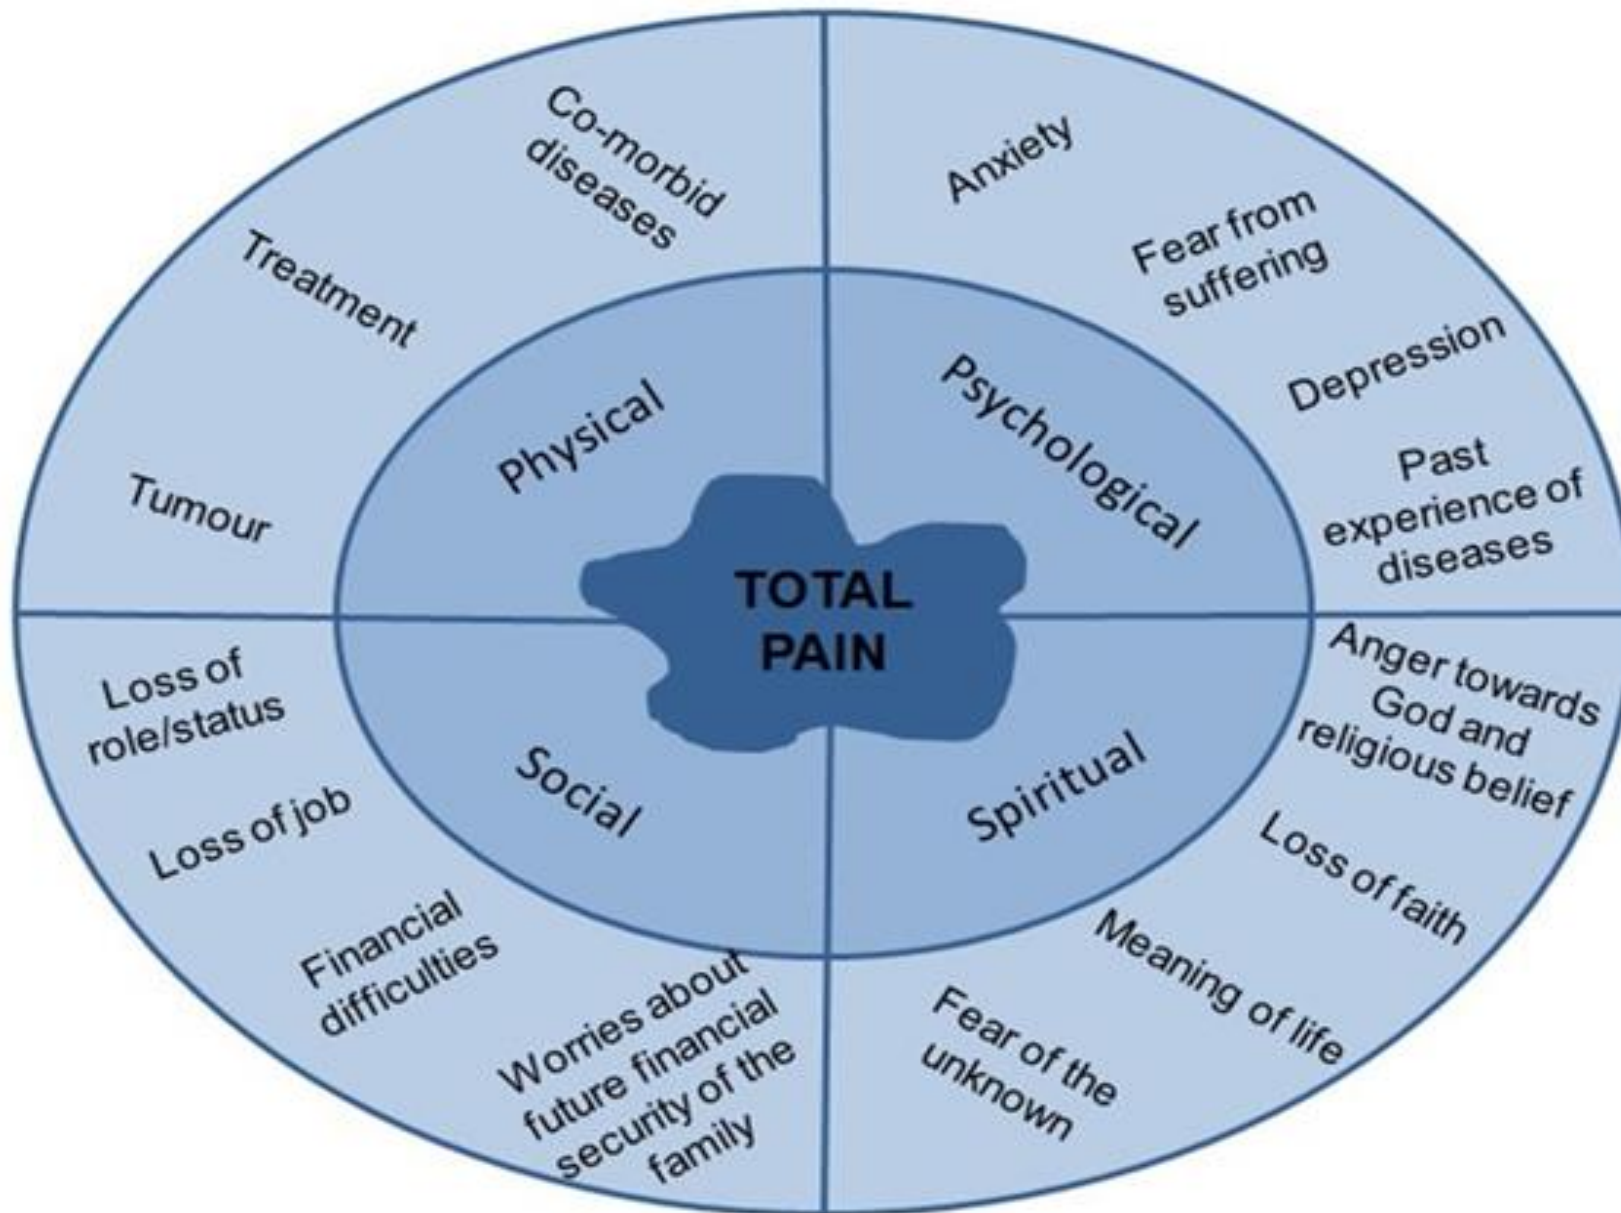 Co-morbid
diseases
Treatment
Tumour
Physical
Anxiety
Fear from
suffering
Depression
Past
experience of
diseases
Psychological
TOTAL
PAIN
Loss of
role/status
Loss of job
Financial
difficulties
Worries about
future financial
security of the
family
Social
Spiritual
Anger towards
God and
religious belief
Loss of faith
Meaning of life
Fear of the
unknown